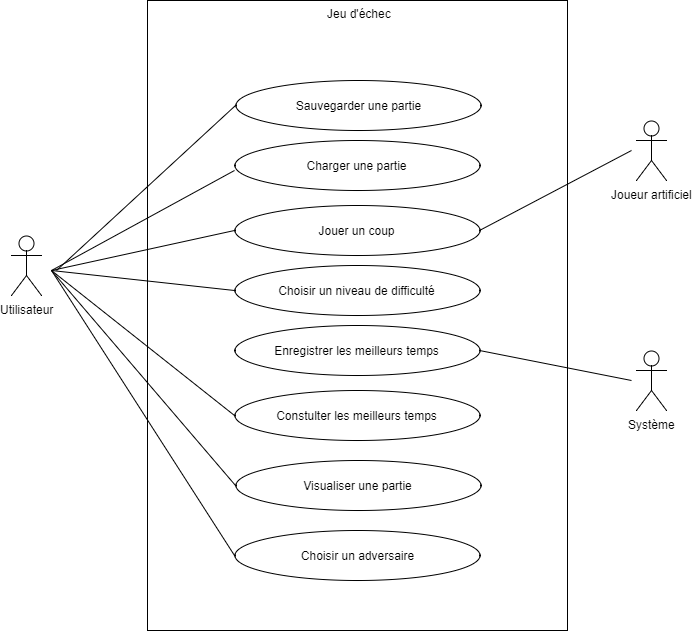 Jeu d'échec
Sauvegarder une partie
Charger une partie
Joueur artificiel
Jouer un coup
Choisir un niveau de difficulté
Utilisateur
Enregistrer les meilleurs temps
Constulter les meilleurs temps
Système
Visualiser une partie
Choisir un adversaire